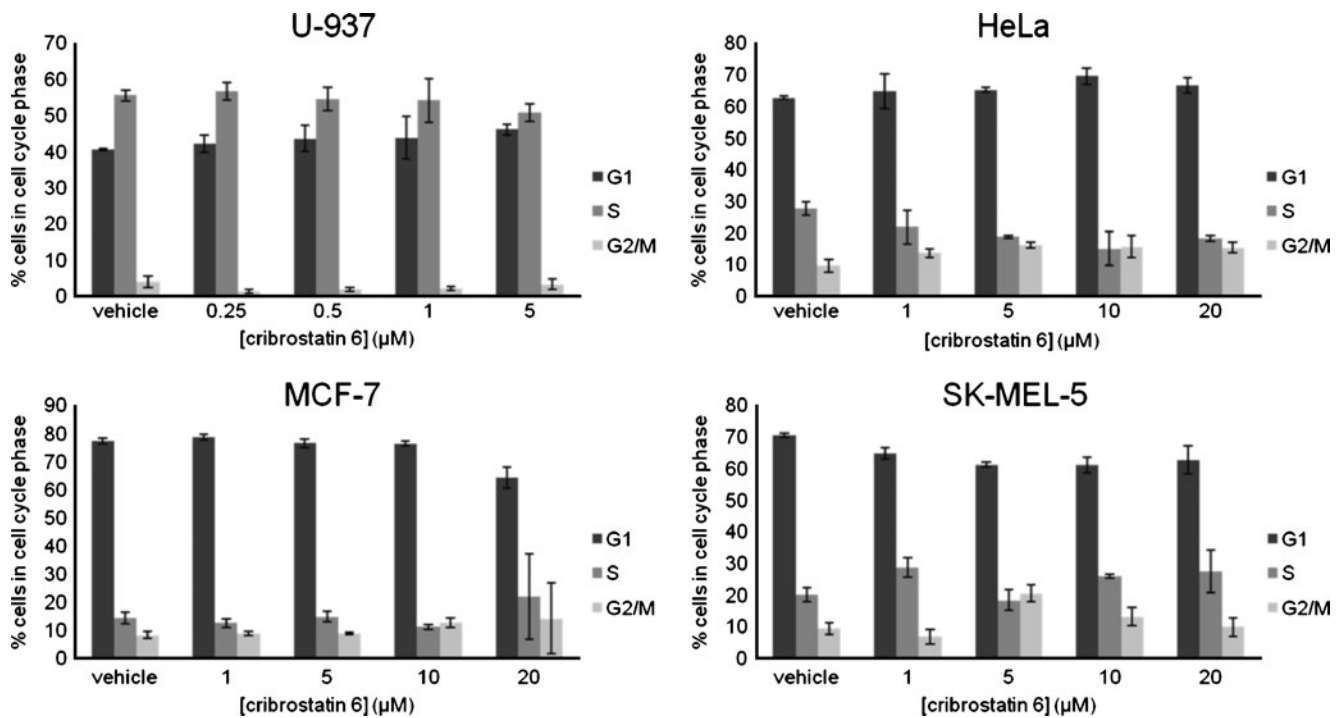 U-937
% cells in cell cycle phase
70
60
50
40
30
20
10
0
vehicle 0.25 0.5 1 5
[cribrostatin 6] (µM)
G1
S
G2/M
HeLa
% cells in cell cycle phase
80
70
60
50
40
30
20
10
0
vehicle 1 5 10 20
[cribrostatin 6] (µM)
G1
S
G2/M
MCF-7
% cells in cell cycle phase
90
80
70
60
50
40
30
20
10
0
vehicle 1 5 10 20
[cribrostatin 6] (µM)
G1
S
G2/M
SK-MEL-5
% cells in cell cycle phase
80
70
60
50
40
30
20
10
0
vehicle 1 5 10 20
[cribrostatin 6] (µM)
G1
S
G2/M